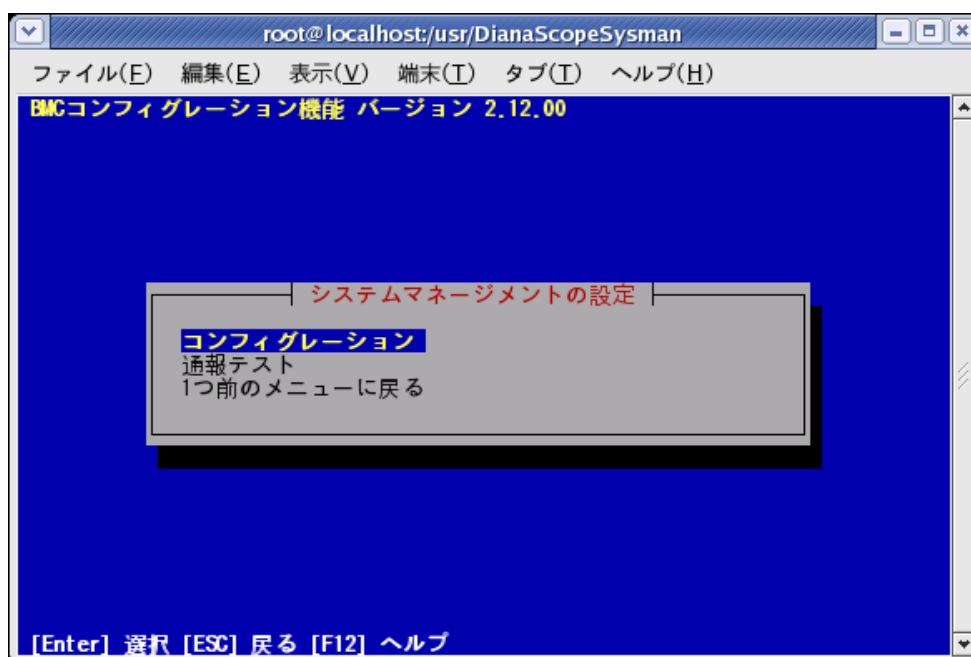 root@localhost:/usr/DianaScopeSysman
ファイル(F) 編集(E) 表示(V) 端末(T) タブ(T) ヘルプ(H)
BMCコンフィグレーション機能 バージョン 2.12.00
システムマネージメントの設定
コンフィグレーション
通報テスト
1つ前のメニューに戻る
[Enter] 選択 [ESC] 戻る [F12] ヘルプ